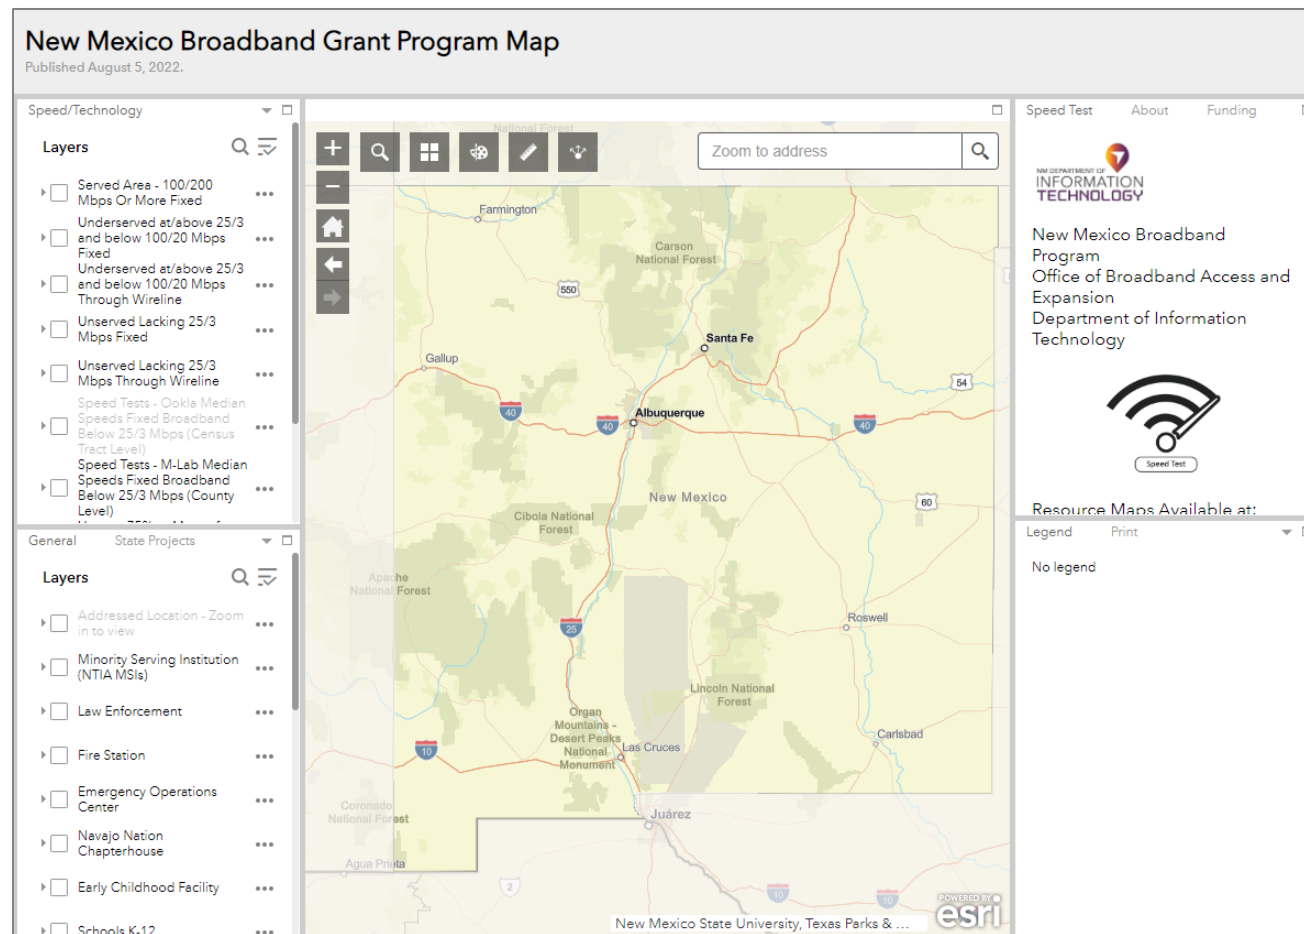 New Mexico Broadband Grant Program Map
Published August 5, 2022.
Speed/Technology
Layers
Served Area - 100/200
Mbps Or More Fixed
Underserved at/above 25/3
and below 100/20 Mbps
Fixed
Underserved at/above 25/3
and below 100/20 Mbps
Through Wireline
Unserved Lacking 25/3
Mbps Fixed
Unserved Lacking 25/3
Mbps Through Wireline
Speed Tests - Ookla Median
Speeds Fixed Broadband
Below 25/3 Mbps (Census
Tract Level)
Speed Tests - M-Lab Median
Speeds Fixed Broadband
Below 25/3 Mbps (County
Level)
General
State Projects
Layers
Addressed Location - Zoom
in to view
Minority Serving Institution
(NTIA MSIs)
Law Enforcement
Fire Station
Emergency Operations
Center
Navajo Nation
Chapterhouse
Early Childhood Facility
Schools K-12
Zoom to address
National Forest
Farmington
Carson
National Forest
550
Santa Fe
Gallup
54
40
40
Albuquerque
40
New Mexico
60
Cibola National
Forest
Apache
National Forest
25
Roswell
Lincoln National
Forest
Organ
Mountains -
Desert Peaks
National
Monument
Las Cruces
Carlsbad
10
Coronado
National Forest
Juárez
Agua Prieta
2
10
10
New Mexico State University, Texas Parks & ...
POWERED BY
esri
Speed Test
About
Funding
NM DEPARTMENT OF
INFORMATION
TECHNOLOGY
New Mexico Broadband
Program
Office of Broadband Access and
Expansion
Department of Information
Technology
Speed Test
Resource Maps Available at:
Legend
Print
No legend